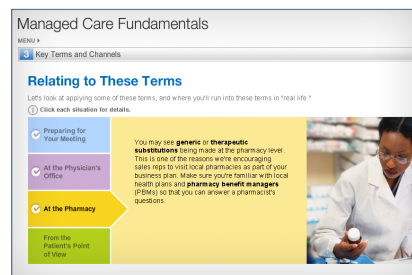 Managed Care Fundamentals
MENU ▸
3 Key Terms and Channels
Relating to These Terms
Let's look at applying some of these terms, and where you'll run into these terms in "real life."
i Click each situation for details.
Preparing for
Your Meeting
At the Physician's
Office
At the Pharmacy
From the
Patient's Point
of View
You may see generic or therapeutic
substitutions being made at the pharmacy level.
This is one of the reasons we're encouraging
sales reps to visit local pharmacies as part of your
business plan. Make sure you're familiar with local
health plans and pharmacy benefit managers
(PBMs) so that you can answer a pharmacist's
questions.